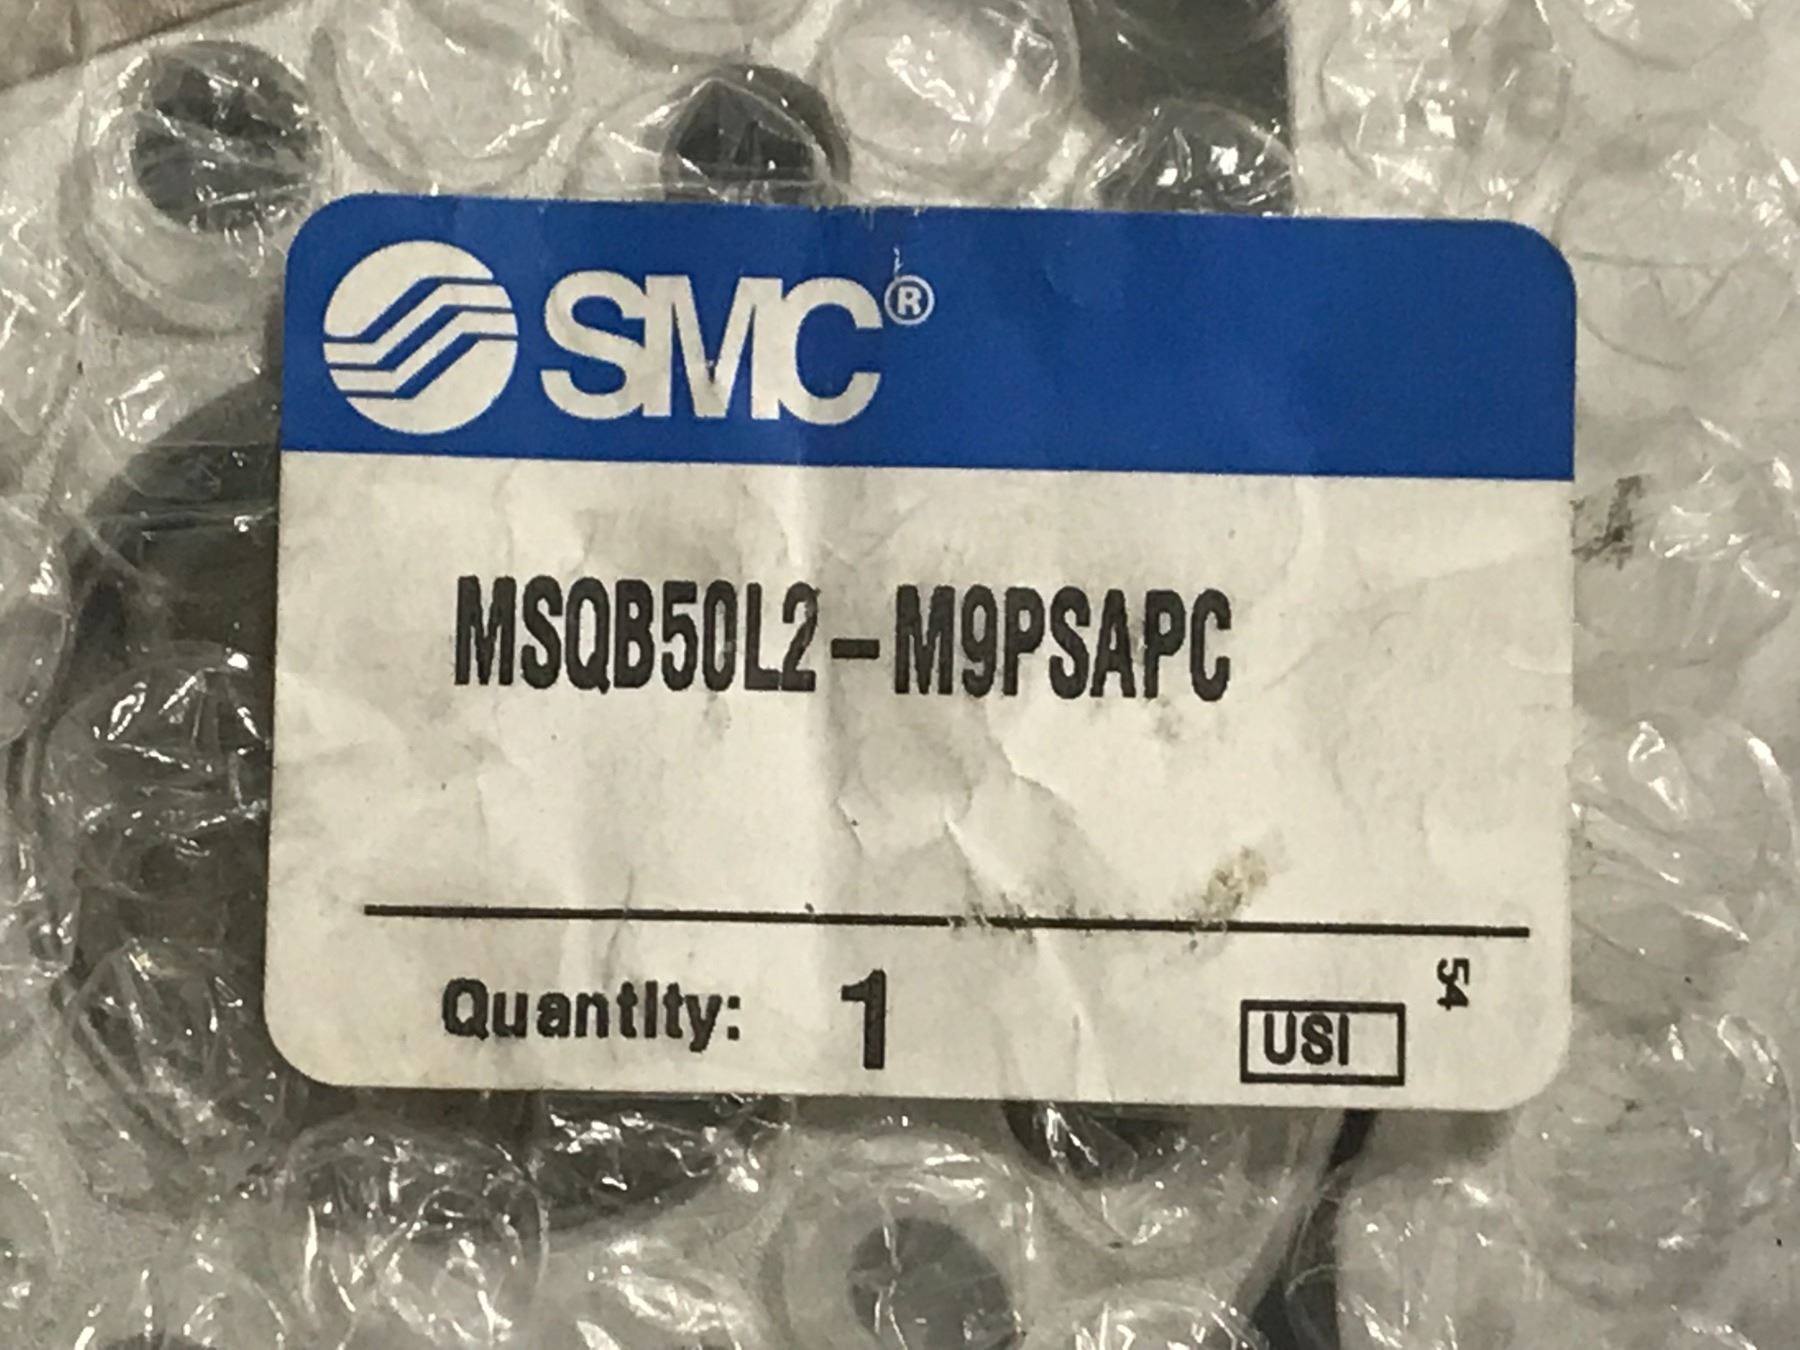 SMC®
MSQB50L2-M9PSAPC
Quantity: 1
USI
54